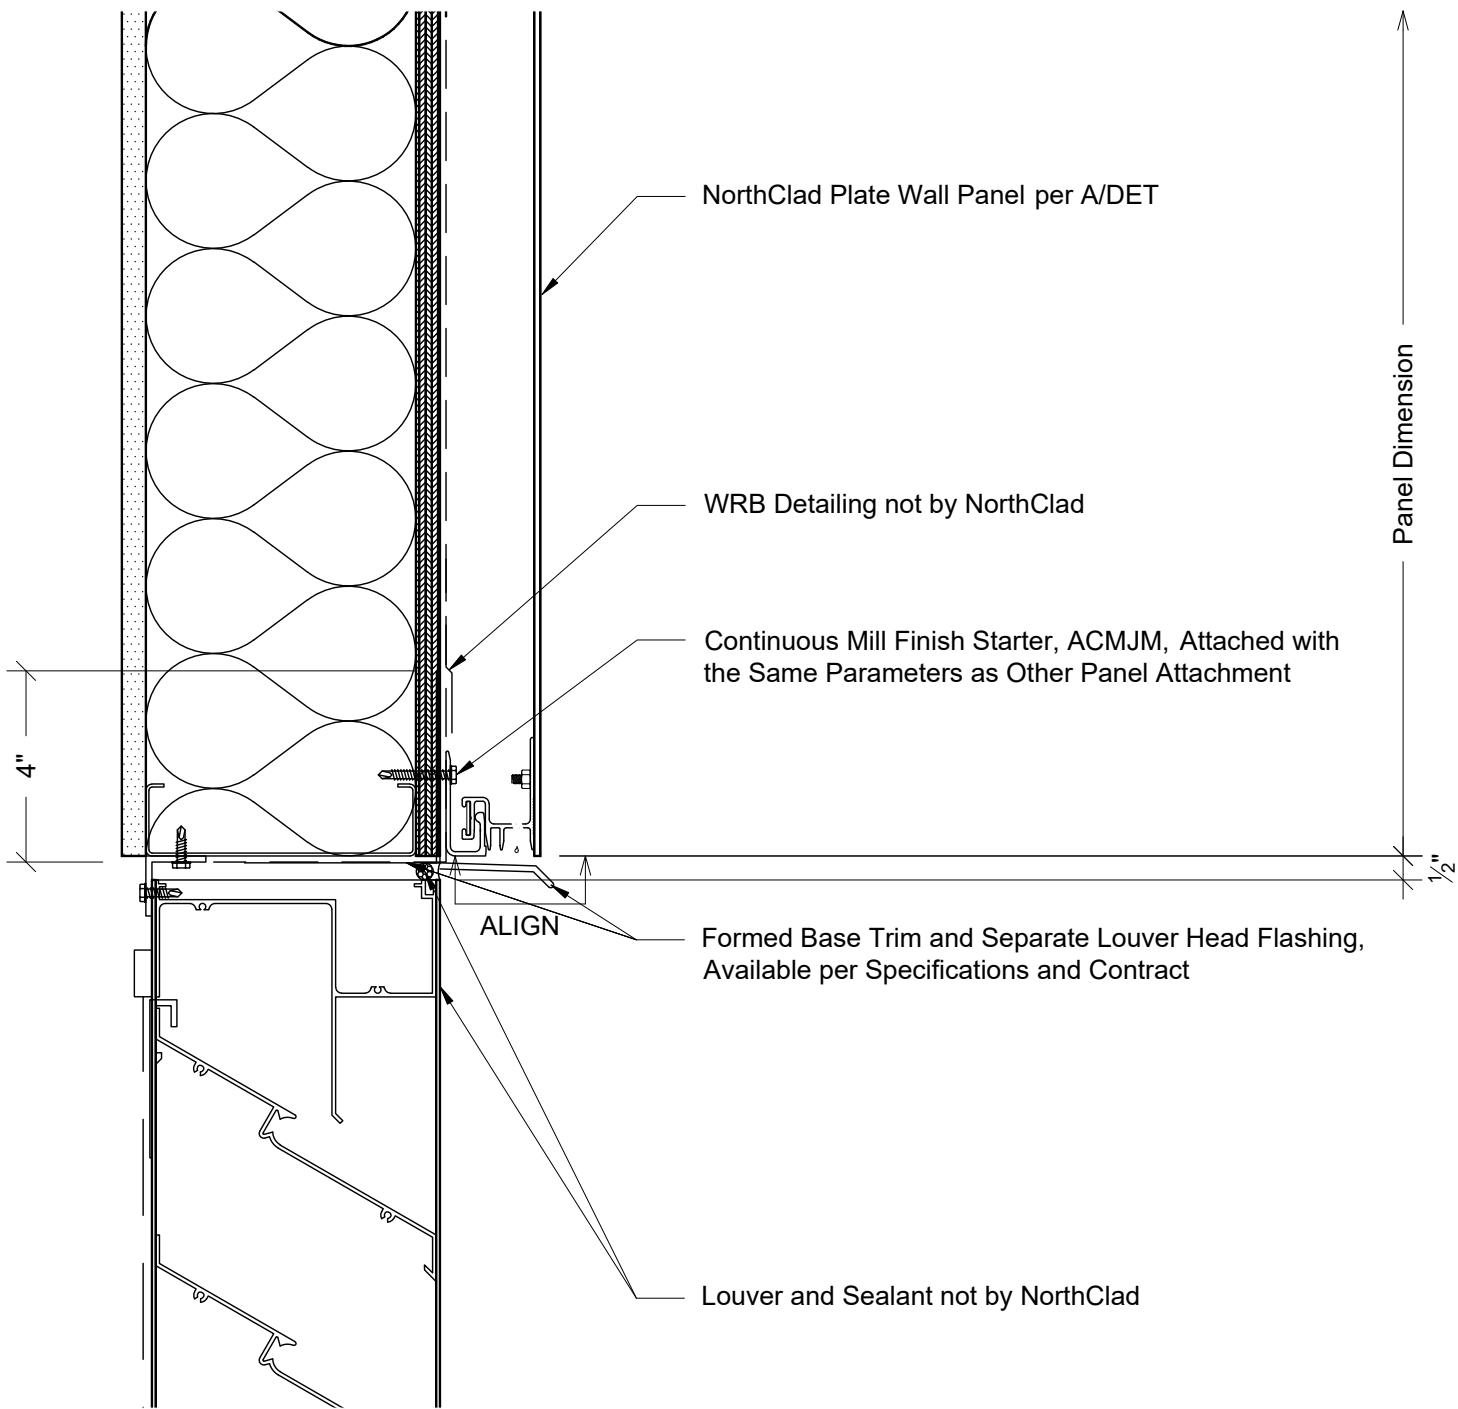 NorthClad Plate Wall Panel per A/DET
Panel Dimension
WRB Detailing not by NorthClad
Continuous Mill Finish Starter, ACMJM, Attached with
the Same Parameters as Other Panel Attachment
4"
1/2"
ALIGN
Formed Base Trim and Separate Louver Head Flashing,
Available per Specifications and Contract
Louver and Sealant not by NorthClad